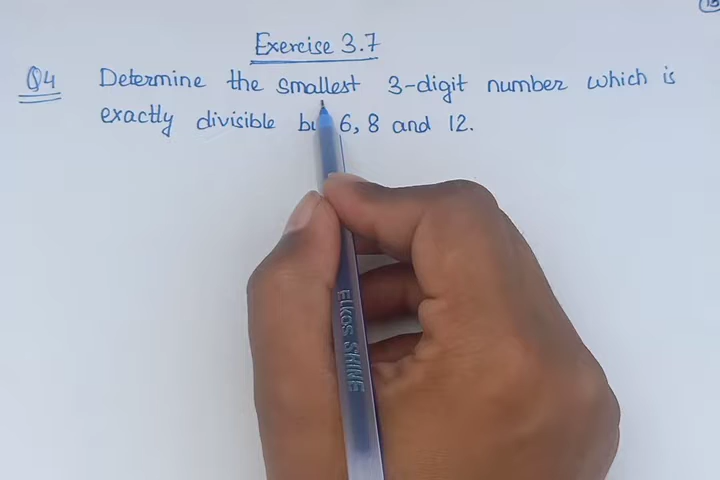 Exercise 3.7
Q4 Determine the smallest 3-digit number which is
exactly divisible 6, 8 and 12.
ELKOS SHINE